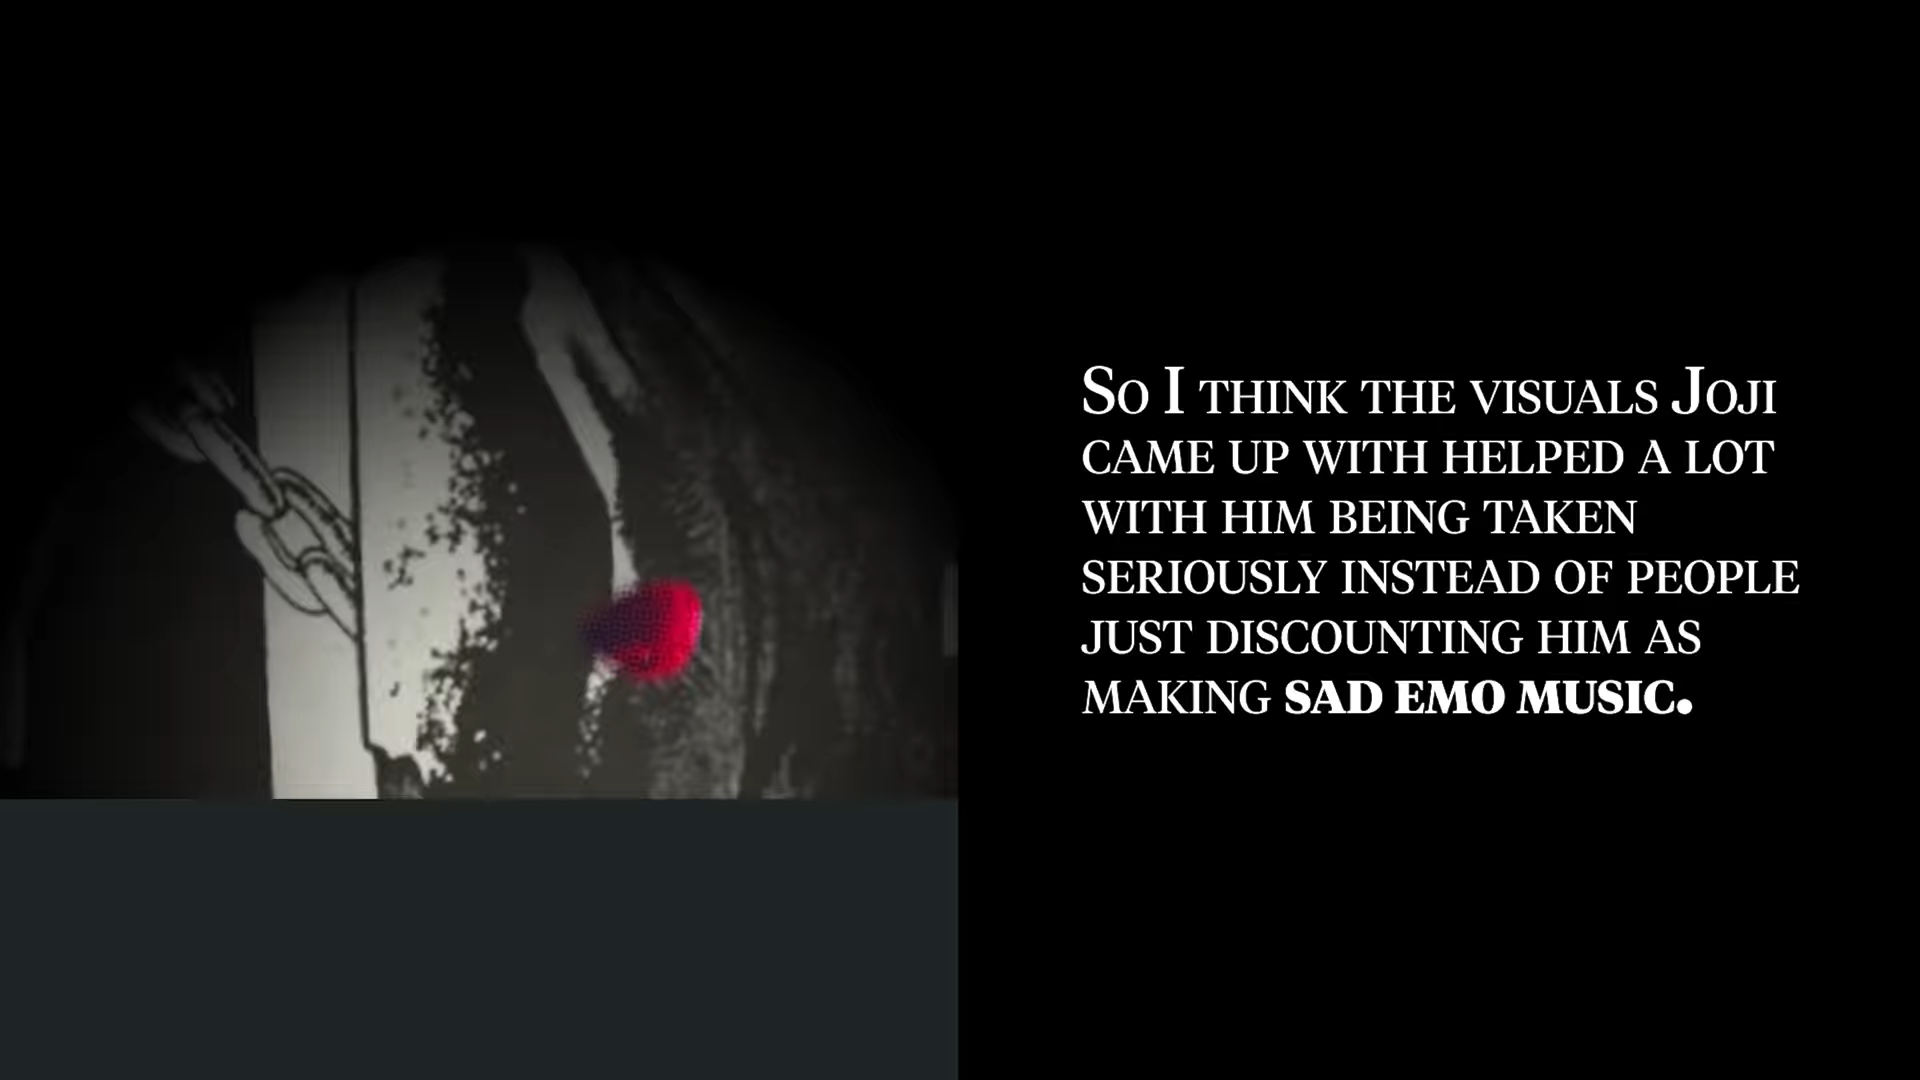 So I think the visuals Joji
came up with helped a lot
with him being taken
seriously instead of people
just discounting him as
making sad emo music.